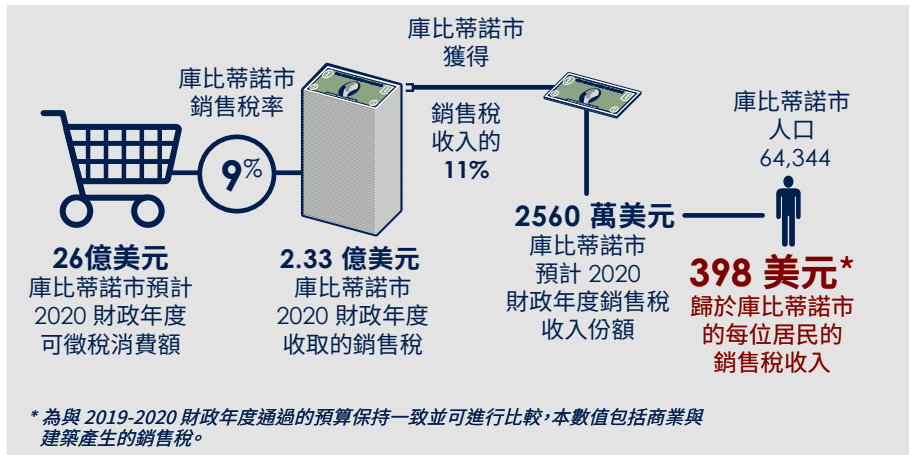 庫比蒂諾市
銷售稅率
9%
庫比蒂諾市
獲得
銷售稅
收入的
11%
庫比蒂諾市
人口
64,344
26億美元
庫比蒂諾市預計
2020 財政年度
可徵稅消費額
2.33 億美元
庫比蒂諾市
2020 財政年度
收取的銷售稅
2560 萬美元
庫比蒂諾市
預計 2020
財政年度銷售稅
收入份額
398 美元*
歸於庫比蒂諾市
的每位居民的
銷售稅收入
* 為與 2019-2020 財政年度通過的預算保持一致並可進行比較，本數值包括商業與
建築產生的銷售稅。